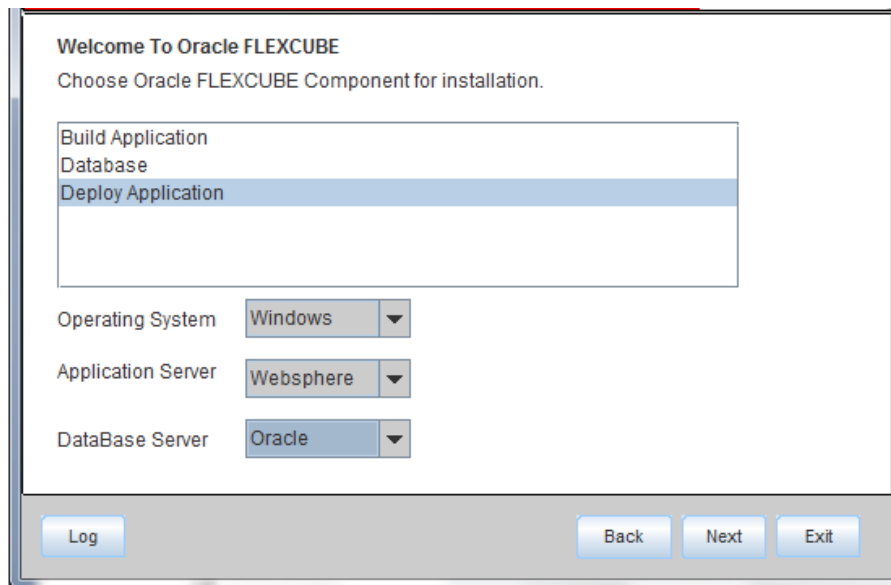 Welcome To Oracle FLEXCUBE
Choose Oracle FLEXCUBE Component for installation.
Build Application
Database
Deploy Application
Operating System Windows
Application Server Websphere
DataBase Server Oracle
Log Back Next Exit